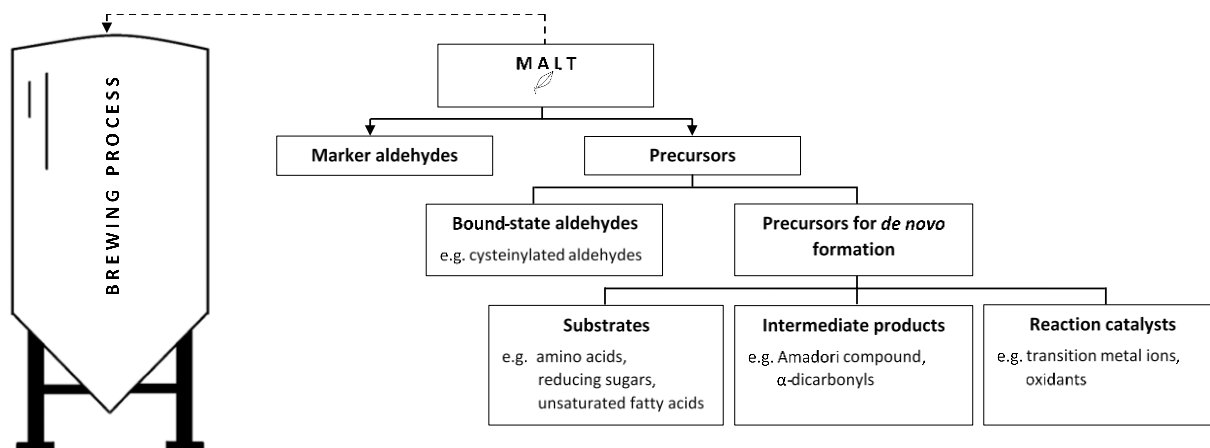 BREWING PROCESS
MALT
Marker aldehydes
Precursors
Bound-state aldehydes
e.g. cysteinylated aldehydes
Precursors for de novo
formation
Substrates
e.g. amino acids,
reducing sugars,
unsaturated fatty acids
Intermediate products
e.g. Amadori compound,
α-dicarbonyls
Reaction catalysts
e.g. transition metal ions,
oxidants